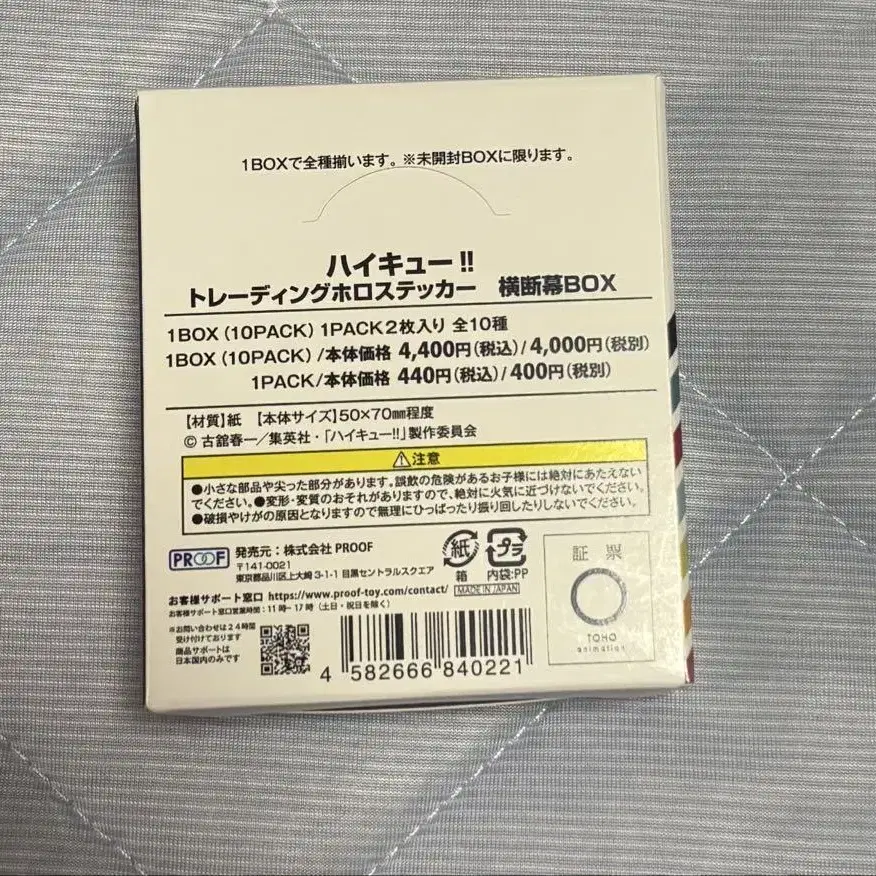 1BOXで全種揃います。※未開封BOXに限ります。
ハイキュー!!
トレーディングホロステッカー 横断幕BOX
1BOX(10PACK) 1PACK2枚入り 全10種
1BOX(10PACK)/本体価格 4,400円(税込)/4,000円(税別)
1PACK/本体価格 440円(税込)/400円(税別)
【材質】紙 【本体サイズ】50×70㎜程度
© 古舘春一/集英社・「ハイキュー!!」製作委員会
⚠注意
●小さな部品や尖った部分があります。誤飲の危険があるお子様には絶対にあたえない
でください。●変形・変質のおそれがありますので、絶対に火気に近づけないでください。
●破損やけがの原因となりますので無理にひっぱったり振り回したりしないでください。
PROOF 発売元:株式会社 PROOF
〒141-0021
東京都品川区上大崎 3-1-1 目黒セントラルスクエア
紙 箱
プラ 内袋:PP
お客様サポート窓口 https://www.proof-toy.com/contact/
MADE IN JAPAN
お客様サポート窓口営業時間:11時~17時(土日・祝日を除く)
※お問い合わせは24時間
受け付けております
商品サポートは
日本国内のみです
4 582666 840221
証票
TOHO
animation